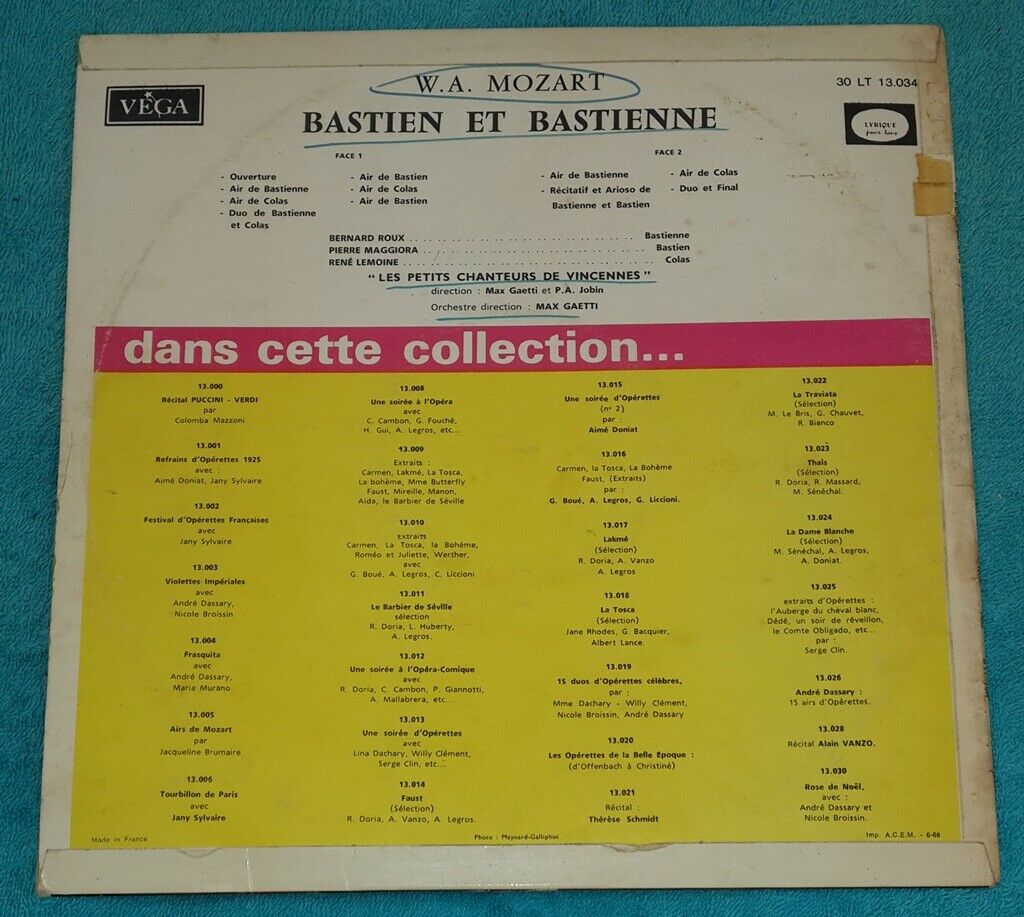 VÉGA
W.A. MOZART
30 LT 13.034
BASTIEN ET BASTIENNE
LYRIQUE
pour tous
FACE 1
- Ouverture
- Air de Bastienne
- Air de Colas
- Duo de Bastienne
et Colas
- Air de Bastien
- Air de Colas
- Air de Bastien
FACE 2
- Air de Bastienne
- Récitatif et Arioso de
Bastienne et Bastien
- Air de Colas
- Duo et Final
BERNARD ROUX ........ Bastienne
PIERRE MAGGIORA ........ Bastien
RENÉ LEMOINE ........ Colas
“LES PETITS CHANTEURS DE VINCENNES”
direction : Max Gaetti et P.A. Jobin
Orchestre direction : MAX GAETTI
dans cette collection...
13.000
Récital PUCCINI - VERDI
par
Colomba Mazzoni
13.001
Refrains d'Opérettes 1925
avec :
Aimé Doniat, Jany Sylvaire
13.002
Festival d'Opérettes Françaises
avec
Jany Sylvaire
13.003
Violettes Impériales
avec
André Dassary,
Nicole Broissin
13.004
Frasquita
avec
André Dassary,
Maria Murano
13.005
Airs de Mozart
par
Jacqueline Brumaire
13.006
Tourbillon de Paris
avec
Jany Sylvaire
13.008
Une soirée à l'Opéra
avec
C. Cambon, G. Fouché,
H. Gui, A. Legros, etc...
13.009
Extraits :
Carmen, Lakmé, La Tosca,
La bohème, Mme Butterfly
Faust, Mireille, Manon,
Aïda, le Barbier de Séville
13.010
Extraits
Carmen, La Tosca, la Bohème,
Roméo et Juliette, Werther,
avec
G. Boué, A. Legros, C. Liccioni
13.011
Le Barbier de Séville
sélection
R. Doria, L. Huberty,
A. Legros.
13.012
Une soirée à l'Opéra-Comique
avec
R. Doria, C. Cambon, P. Giannotti,
A. Mallabrera, etc...
13.013
Une soirée d'Opérettes
avec
Lina Dachary, Willy Clément,
Serge Clin, etc...
13.014
Faust
(Sélection)
R. Doria, A. Vanzo, A. Legros.
13.015
Une soirée d'Opérettes
(n° 2)
par
Aimé Doniat
13.016
Carmen, la Tosca, La Bohème
Faust, (Extraits)
par :
G. Boué, A. Legros, G. Liccioni.
13.017
Lakmé
(Sélection)
R. Doria, A. Vanzo
A. Legros
13.018
La Tosca
(Sélection)
Jane Rhodes, G. Bacquier,
Albert Lance.
13.019
15 duos d'Opérettes célèbres,
par :
Mme Dachary - Willy Clément,
Nicole Broissin, André Dassary
13.020
Les Opérettes de la Belle Epoque :
(d'Offenbach à Christiné)
13.021
Récital :
Thérèse Schmidt
13.022
La Traviata
(Sélection)
M. Le Bris, G. Chauvet,
R. Bianco
13.023
Thaïs
(Sélection)
R. Doria, R. Massard,
M. Sénéchal.
13.024
La Dame Blanche
(Sélection)
M. Sénéchal, A. Legros,
A. Doniat.
13.025
extraits d'Opérettes :
l'Auberge du cheval blanc,
Dédé, un soir de réveillon,
le Comte Obligado, etc...
par :
Serge Clin.
13.026
André Dassary :
15 airs d'Opérettes.
13.028
Récital Alain VANZO.
13.030
Rose de Noël,
avec :
André Dassary et
Nicole Broissin.
Made in France
Photo : Maynard-Galliphot
Imp. A.C.E.M. - 6-68